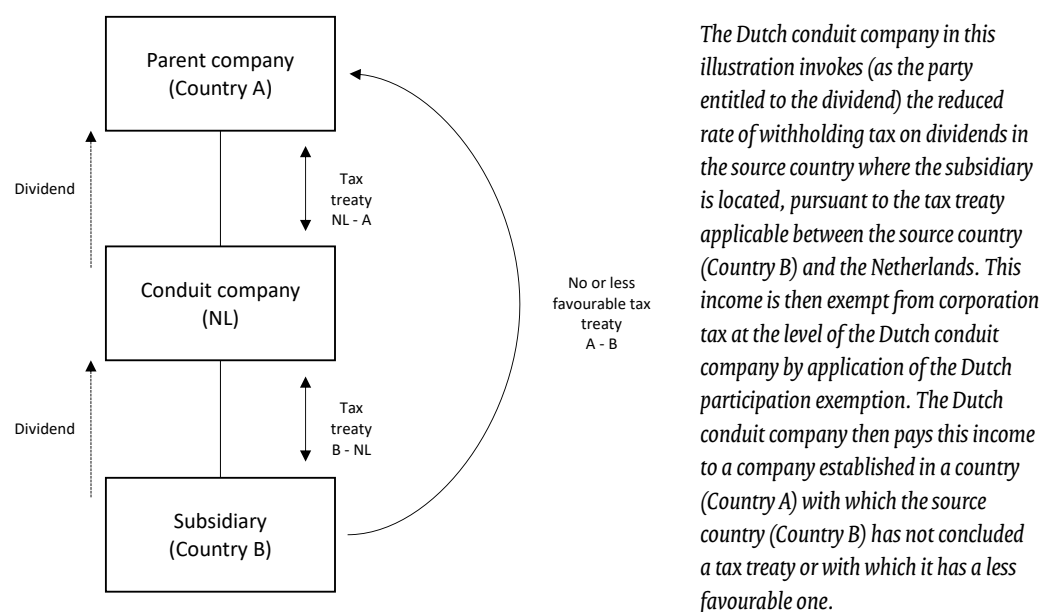 Parent company
(Country A)
Dividend
Tax
treaty
NL - A
Conduit company
(NL)
No or less
favourable tax
treaty
A - B
Dividend
Tax
treaty
B - NL
Subsidiary
(Country B)
The Dutch conduit company in this
illustration invokes (as the party
entitled to the dividend) the reduced
rate of withholding tax on dividends in
the source country where the subsidiary
is located, pursuant to the tax treaty
applicable between the source country
(Country B) and the Netherlands. This
income is then exempt from corporation
tax at the level of the Dutch conduit
company by application of the Dutch
participation exemption. The Dutch
conduit company then pays this income
to a company established in a country
(Country A) with which the source
country (Country B) has not concluded
a tax treaty or with which it has a less
favourable one.